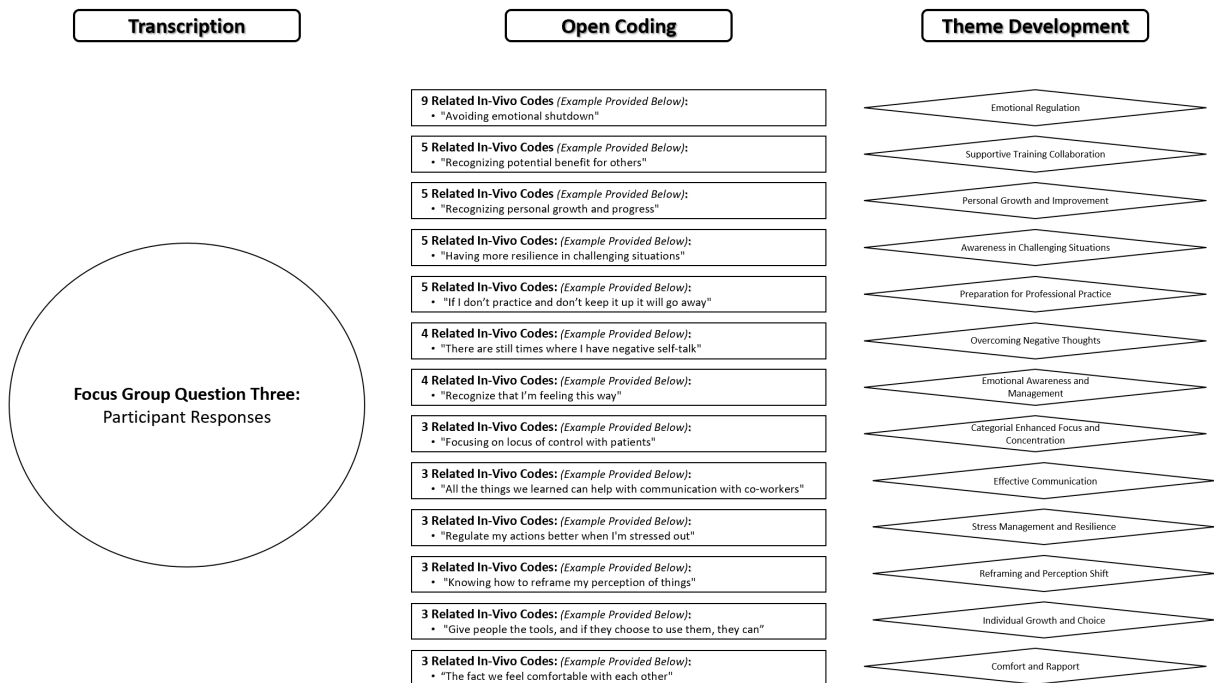 Transcription
Open Coding
Theme Development
Focus Group Question Three:
Participant Responses
9 Related In-Vivo Codes (Example Provided Below):
• "Avoiding emotional shutdown"
5 Related In-Vivo Codes (Example Provided Below):
• "Recognizing potential benefit for others"
5 Related In-Vivo Codes (Example Provided Below):
• "Recognizing personal growth and progress"
5 Related In-Vivo Codes: (Example Provided Below):
• "Having more resilience in challenging situations"
5 Related In-Vivo Codes: (Example Provided Below):
• "If I don’t practice and don’t keep it up it will go away"
4 Related In-Vivo Codes: (Example Provided Below):
• "There are still times where I have negative self-talk"
4 Related In-Vivo Codes: (Example Provided Below):
• "Recognize that I’m feeling this way"
3 Related In-Vivo Codes: (Example Provided Below):
• "Focusing on locus of control with patients"
3 Related In-Vivo Codes: (Example Provided Below):
• "All the things we learned can help with communication with co-workers"
3 Related In-Vivo Codes: (Example Provided Below):
• "Regulate my actions better when I'm stressed out"
3 Related In-Vivo Codes: (Example Provided Below):
• "Knowing how to reframe my perception of things"
3 Related In-Vivo Codes: (Example Provided Below):
• "Give people the tools, and if they choose to use them, they can”
3 Related In-Vivo Codes: (Example Provided Below):
• “The fact we feel comfortable with each other"
Emotional Regulation
Supportive Training Collaboration
Personal Growth and Improvement
Awareness in Challenging Situations
Preparation for Professional Practice
Overcoming Negative Thoughts
Emotional Awareness and
Management
Categorial Enhanced Focus and
Concentration
Effective Communication
Stress Management and Resilience
Reframing and Perception Shift
Individual Growth and Choice
Comfort and Rapport